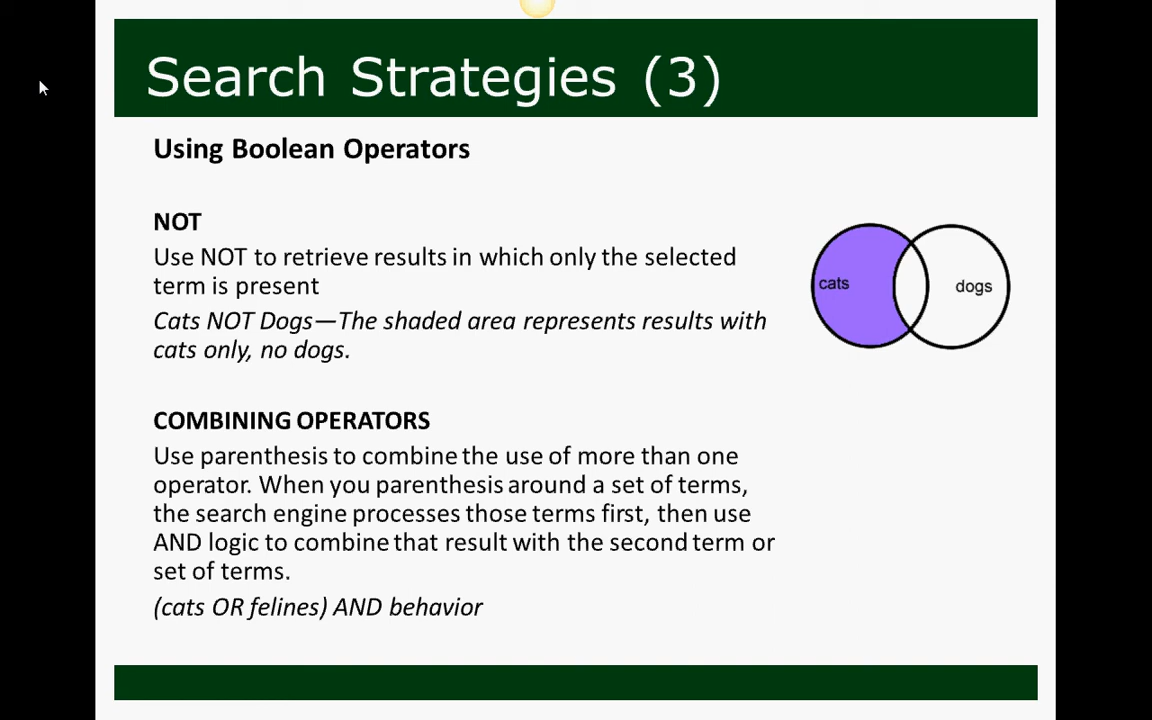 Search Strategies (3)
Using Boolean Operators
NOT
Use NOT to retrieve results in which only the selected
term is present
Cats NOT Dogs—The shaded area represents results with
cats only, no dogs.
cats
dogs
COMBINING OPERATORS
Use parenthesis to combine the use of more than one
operator. When you parenthesis around a set of terms,
the search engine processes those terms first, then use
AND logic to combine that result with the second term or
set of terms.
(cats OR felines) AND behavior